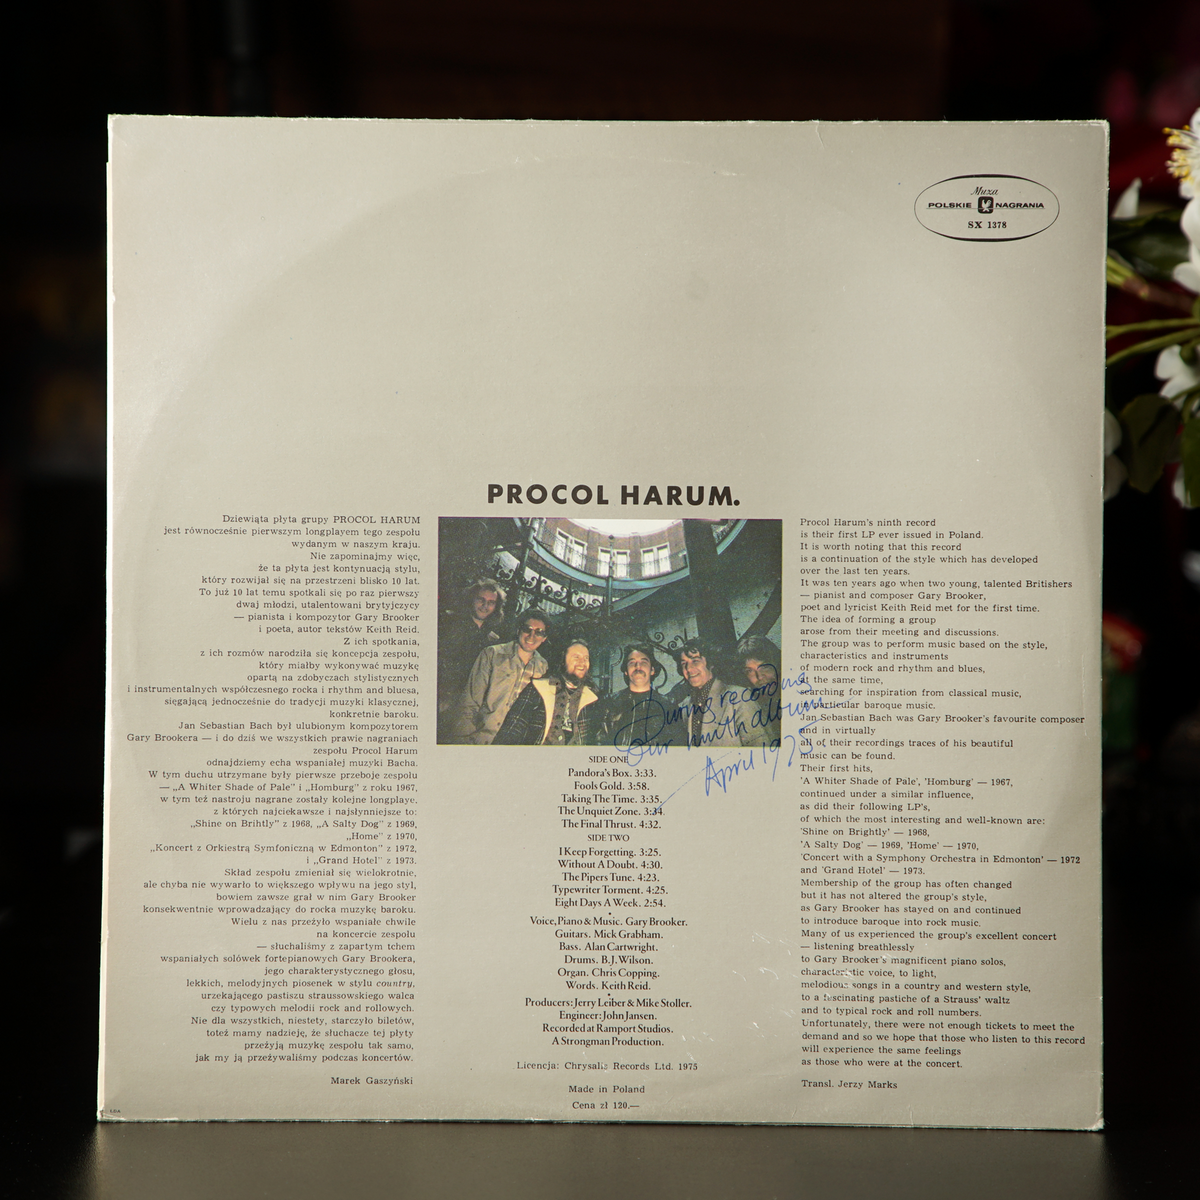 Muza
POLSKIE NAGRANIA
SX 1378
PROCOL HARUM.
Dziewiąta płyta grupy PROCOL HARUM
jest równocześnie pierwszym longplayem tego zespołu
wydanym w naszym kraju.
Nie zapominajmy więc,
że ta płyta jest kontynuacją stylu,
który rozwijał się na przestrzeni blisko 10 lat.
To już 10 lat temu spotkali się po raz pierwszy
dwaj młodzi, utalentowani brytyjczycy
— pianista i kompozytor Gary Brooker
i poeta, autor tekstów Keith Reid.
Z ich spotkania,
z ich rozmów narodziła się koncepcja zespołu,
który miałby wykonywać muzykę
opartą na zdobyczach stylistycznych
i instrumentalnych współczesnego rocka i rhythm and bluesa,
sięgającą jednocześnie do tradycji muzyki klasycznej,
konkretnie baroku.
Jan Sebastian Bach był ulubionym kompozytorem
Gary Brookera — i do dziś we wszystkich prawie nagraniach
zespołu Procol Harum
odnajdziemy echa wspaniałej muzyki Bacha.
W tym duchu utrzymane były pierwsze przeboje zespołu
— „A Whiter Shade of Pale" i „Homburg" z roku 1967,
w tym też nastroju nagrane zostały kolejne longplaye,
z których najciekawsze i najsłynniejsze to:
„Shine on Brihtly" z 1968, „A Salty Dog" z 1969,
„Home" z 1970,
„Koncert z Orkiestrą Symfoniczną w Edmonton" z 1972,
i „Grand Hotel" z 1973.
Skład zespołu zmieniał się wielokrotnie,
ale chyba nie wywarło to większego wpływu na jego styl,
bowiem zawsze grał w nim Gary Brooker
konsekwentnie wprowadzający do rocka muzykę baroku.
Wielu z nas przeżyło wspaniałe chwile
na koncercie zespołu
— słuchaliśmy z zapartym tchem
wspaniałych solówek fortepianowych Gary Brookera,
jego charakterystycznego głosu,
lekkich, melodyjnych piosenek w stylu country,
urzekającego pastiszu straussowskiego walca
czy typowych melodii rock and rollowych.
Nie dla wszystkich, niestety, starczyło biletów,
toteż mamy nadzieję, że słuchacze tej płyty
przeżyją muzykę zespołu tak samo,
jak my ją przeżywaliśmy podczas koncertów.
Marek Gaszyński
During recording
Our ninth album
April 1975
SIDE ONE
Pandora's Box. 3:33.
Fools Gold. 3:58.
Taking The Time. 3:35.
The Unquiet Zone. 3:34.
The Final Thrust. 4:32.
SIDE TWO
I Keep Forgetting. 3:25.
Without A Doubt. 4:30.
The Pipers Tune. 4:23.
Typewriter Torment. 4:25.
Eight Days A Week. 2:54.
Voice, Piano & Music. Gary Brooker.
Guitars. Mick Grabham.
Bass. Alan Cartwright.
Drums. B.J. Wilson.
Organ. Chris Copping.
Words. Keith Reid.
Producers: Jerry Leiber & Mike Stoller.
Engineer: John Jansen.
Recorded at Ramport Studios.
A Strongman Production.
Licencja: Chrysalis Records Ltd. 1975
Made in Poland
Cena zł 120.—
Procol Harum's ninth record
is their first LP ever issued in Poland.
It is worth noting that this record
is a continuation of the style which has developed
over the last ten years.
It was ten years ago when two young, talented Britishers
— pianist and composer Gary Brooker,
poet and lyricist Keith Reid met for the first time.
The idea of forming a group
arose from their meeting and discussions.
The group was to perform music based on the style,
characteristics and instruments
of modern rock and rhythm and blues,
at the same time,
searching for inspiration from classical music,
in particular baroque music.
Jan Sebastian Bach was Gary Brooker's favourite composer
and in virtually
all of their recordings traces of his beautiful
music can be found.
Their first hits,
'A Whiter Shade of Pale', 'Homburg' — 1967,
continued under a similar influence,
as did their following LP's,
of which the most interesting and well-known are:
'Shine on Brightly' — 1968,
'A Salty Dog' — 1969, 'Home' — 1970,
'Concert with a Symphony Orchestra in Edmonton' — 1972
and 'Grand Hotel' — 1973.
Membership of the group has often changed
but it has not altered the group's style,
as Gary Brooker has stayed on and continued
to introduce baroque into rock music.
Many of us experienced the group's excellent concert
— listening breathlessly
to Gary Brooker's magnificent piano solos,
characteristic voice, to light,
melodious songs in a country and western style,
to a fascinating pastiche of a Strauss' waltz
and to typical rock and roll numbers.
Unfortunately, there were not enough tickets to meet the
demand and so we hope that those who listen to this record
will experience the same feelings
as those who were at the concert.
Transl. Jerzy Marks